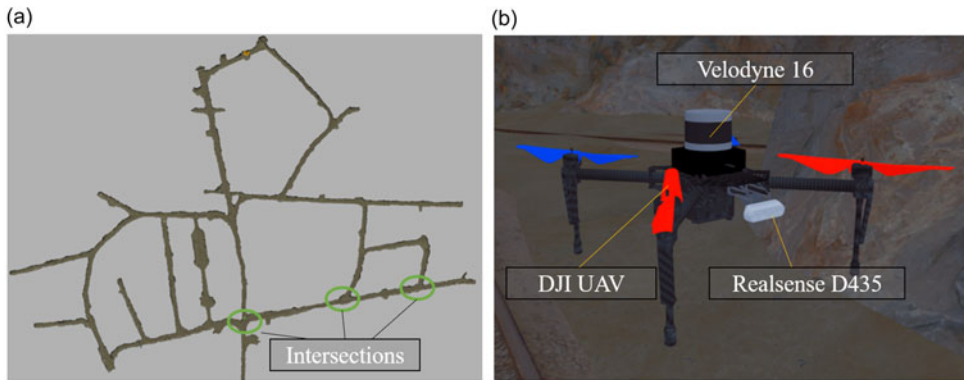 (a)
(b)
Velodyne 16
DJI UAV
Realsense D435
Intersections